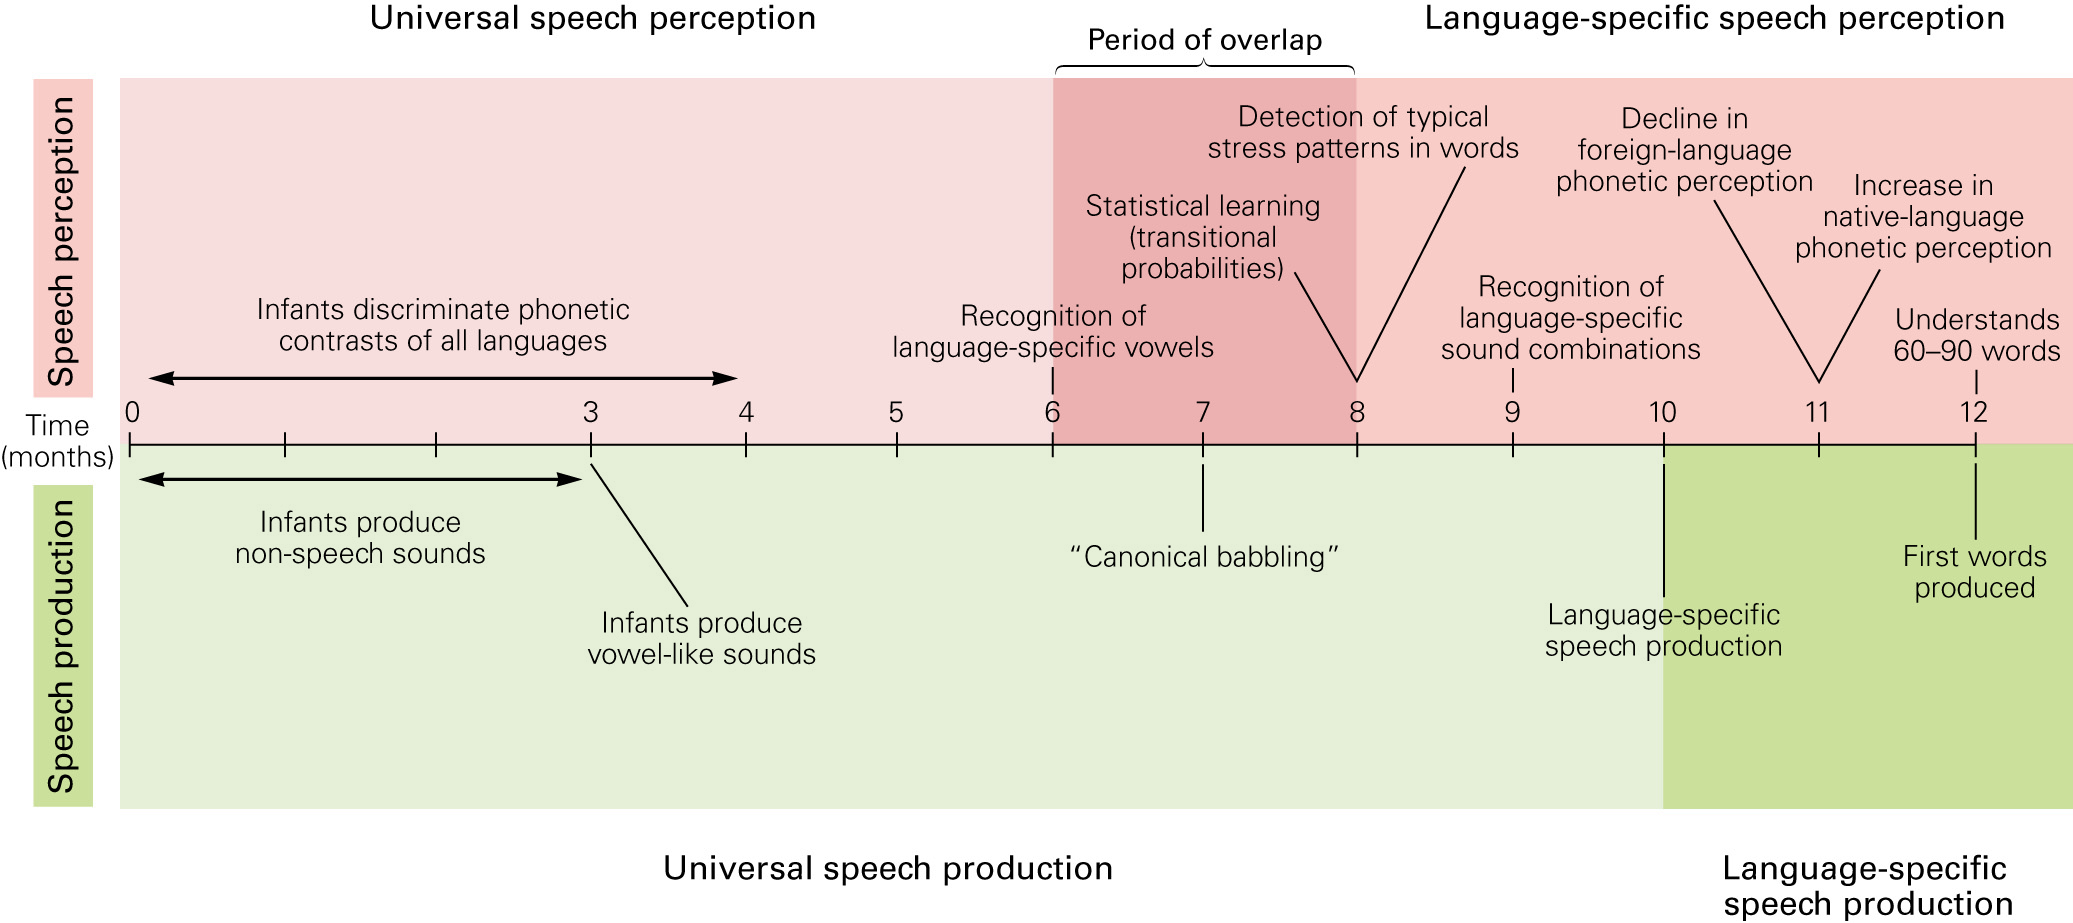 Universal speech perception
Language-specific speech perception
Period of overlap
Speech perception
Detection of typical
stress patterns in words
Decline in
foreign-language
phonetic perception
Increase in
native-language
phonetic perception
Statistical learning
(transitional
probabilities)
Infants discriminate phonetic
contrasts of all languages
Recognition of
language-specific vowels
Recognition of
language-specific
sound combinations
Understands
60–90 words
Time
(months)
0 3 4 5 6 7 8 9 10 11 12
Speech production
Infants produce
non-speech sounds
Infants produce
vowel-like sounds
“Canonical babbling”
Language-specific
speech production
First words
produced
Universal speech production
Language-specific
speech production